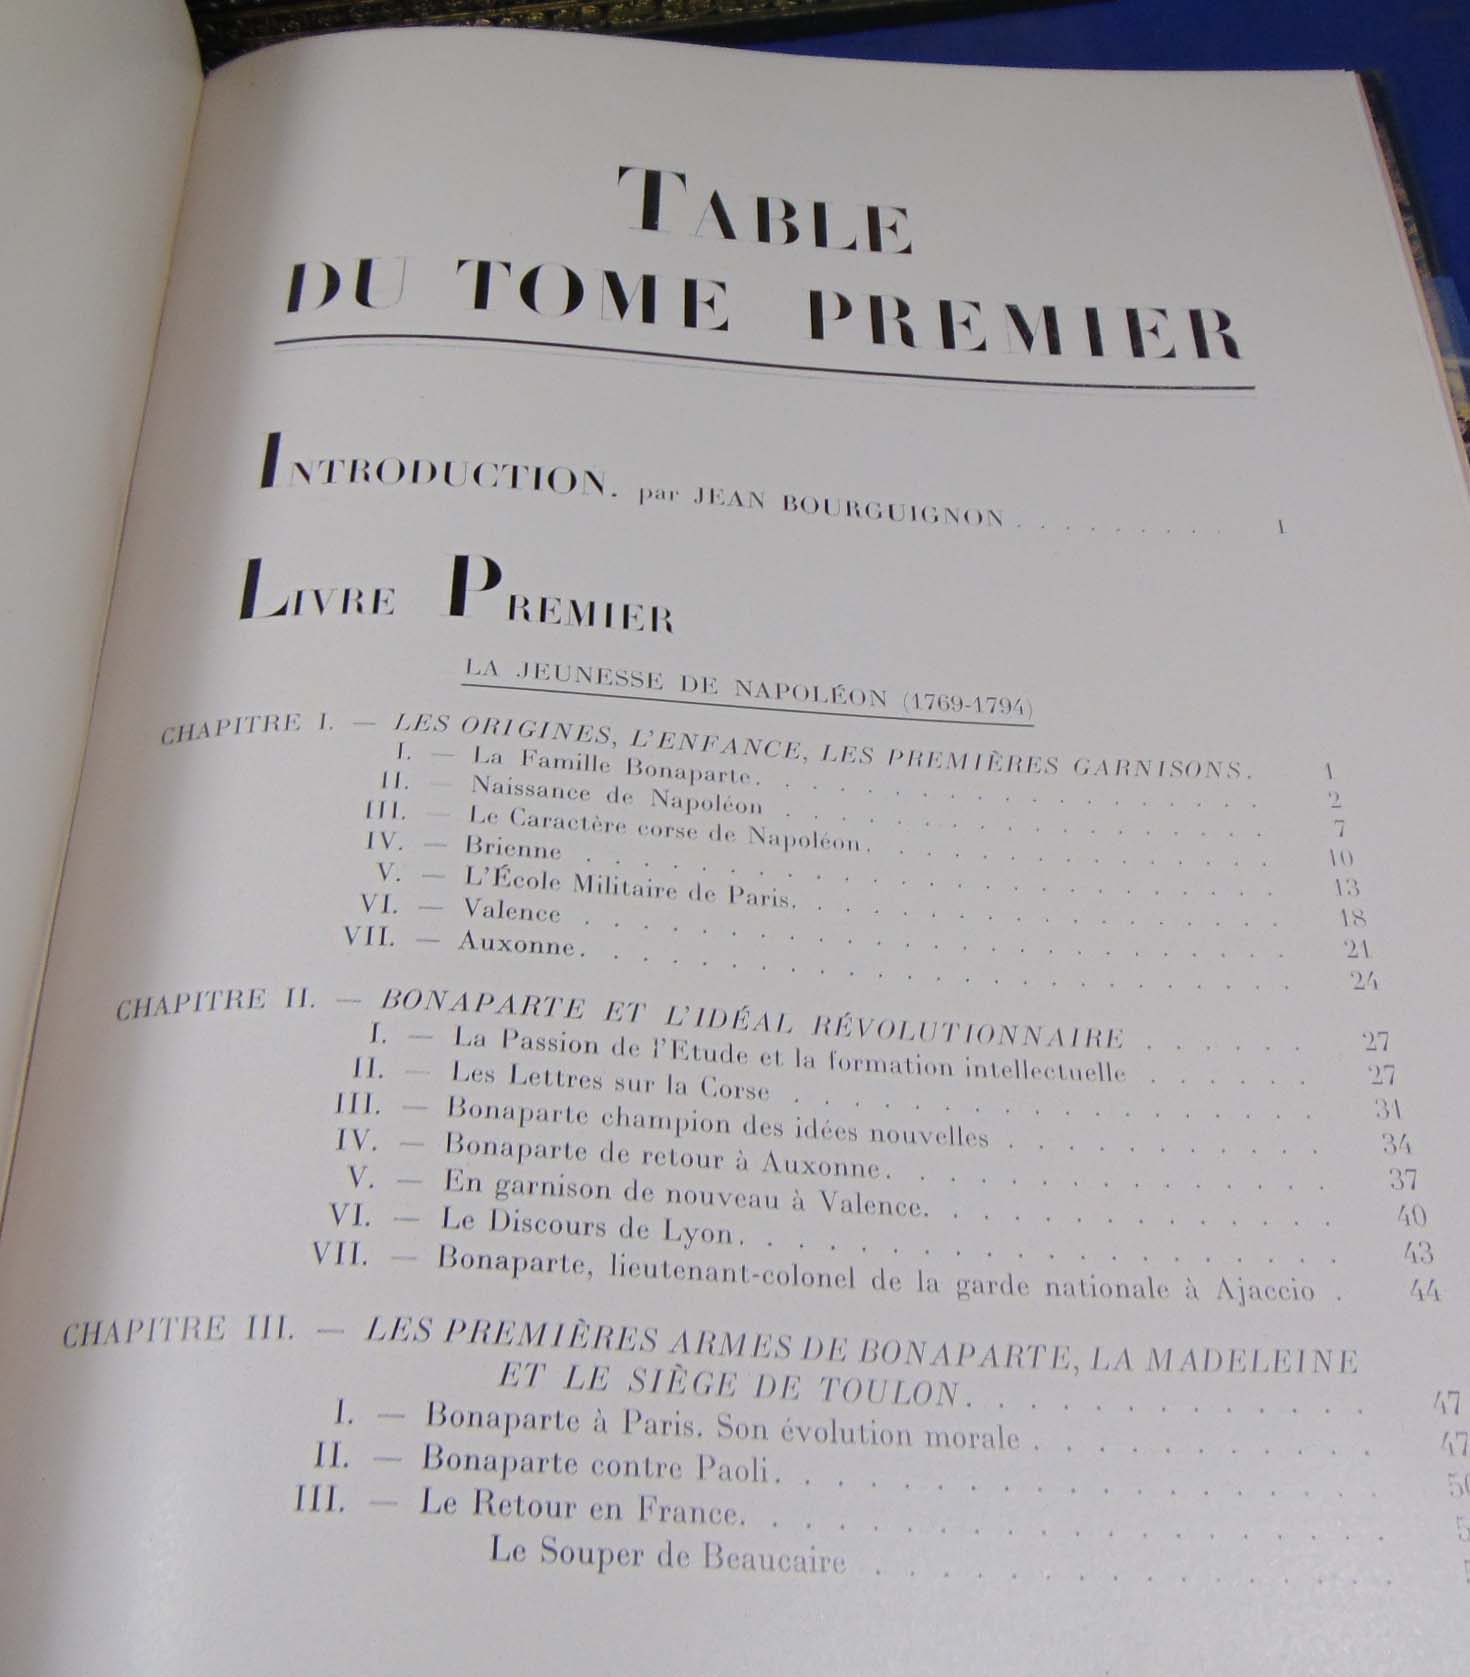 TABLE
DU TOME PREMIER
INTRODUCTION. par JEAN BOURGUIGNON . . . . . . . . . . I
LIVRE PREMIER
LA JEUNESSE DE NAPOLÉON (1769-1794)
CHAPITRE I. — LES ORIGINES, L'ENFANCE, LES PREMIÈRES GARNISONS. 1
I. — La Famille Bonaparte. . . . . . . . . . . . . . . . . . . 2
II. — Naissance de Napoléon . . . . . . . . . . . . . . . . . . 7
III. — Le Caractère corse de Napoléon. . . . . . . . . . . . . . . 10
IV. — Brienne . . . . . . . . . . . . . . . . . . . . . . . . . 13
V. — L'École Militaire de Paris. . . . . . . . . . . . . . . . . . 18
VI. — Valence . . . . . . . . . . . . . . . . . . . . . . . . . 21
VII. — Auxonne. . . . . . . . . . . . . . . . . . . . . . . . . 24
CHAPITRE II. — BONAPARTE ET L'IDÉAL RÉVOLUTIONNAIRE . . . . . . 27
I. — La Passion de l'Etude et la formation intellectuelle . . . . . . 27
II. — Les Lettres sur la Corse . . . . . . . . . . . . . . . . . . 31
III. — Bonaparte champion des idées nouvelles . . . . . . . . . . . 34
IV. — Bonaparte de retour à Auxonne. . . . . . . . . . . . . . . 37
V. — En garnison de nouveau à Valence. . . . . . . . . . . . . . 40
VI. — Le Discours de Lyon. . . . . . . . . . . . . . . . . . . . 43
VII. — Bonaparte, lieutenant-colonel de la garde nationale à Ajaccio . 44
CHAPITRE III. — LES PREMIÈRES ARMES DE BONAPARTE, LA MADELEINE
ET LE SIÈGE DE TOULON. . . . . . . . . . . . . . 47
I. — Bonaparte à Paris. Son évolution morale . . . . . . . . . . . 47
II. — Bonaparte contre Paoli. . . . . . . . . . . . . . . . . . .
III. — Le Retour en France. . . . . . . . . . . . . . . . . . . .
Le Souper de Beaucaire . . . . . . . . . . . . . . . .